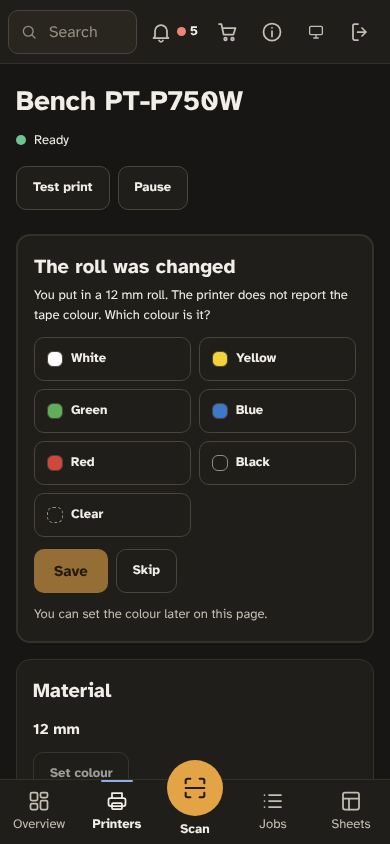 Search
5
Bench PT-P750W
Ready
Test print
Pause
The roll was changed
You put in a 12 mm roll. The printer does not report the
tape colour. Which colour is it?
White
Yellow
Green
Blue
Red
Black
Clear
Save
Skip
You can set the colour later on this page.
Material
12 mm
Set colour
Overview
Printers
Scan
Jobs
Sheets